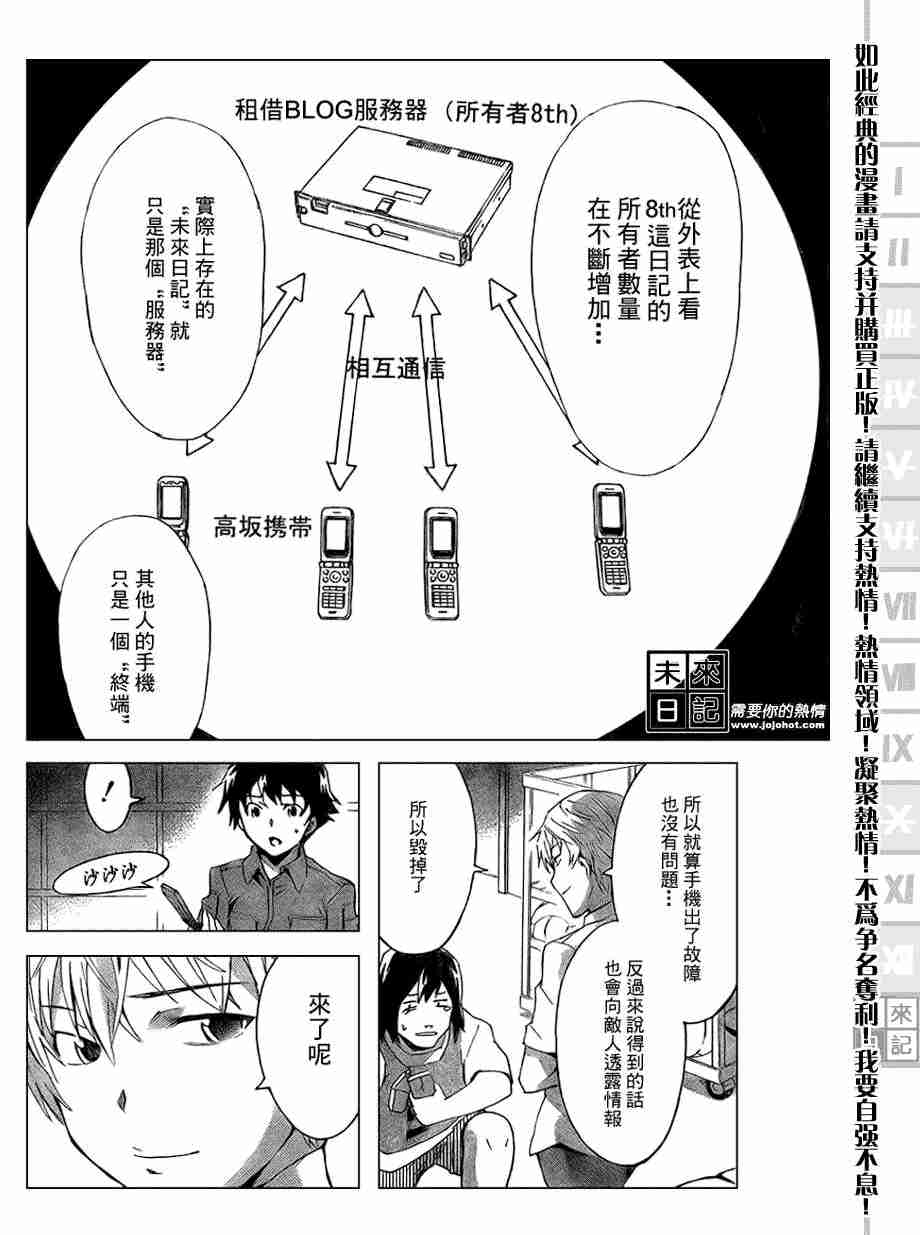 租借BLOG服務器（所有者8th）
從外表上看
8th這日記的
所有者數量
在不斷增加…
實際上存在的
“未來日記”就
只是那個“服務器”
相互通信
高坂携帯
其他人的手機
只是一個“終端”
未來日記
需要你的熱情
www.jojohot.com
所以就算手機出了故障
也沒有問題…
反過來說得到的話
也會向敵人透露情報
所以毀掉了
！
沙沙沙
來了呢
如此經典的漫畫請支持并購買正版！請繼續支持熱情！熱情領域！凝聚熱情！不爲争名奪利！我要自强不息！
I
II
III
IV
V
VI
VII
VIII
IX
X
XI
來
記